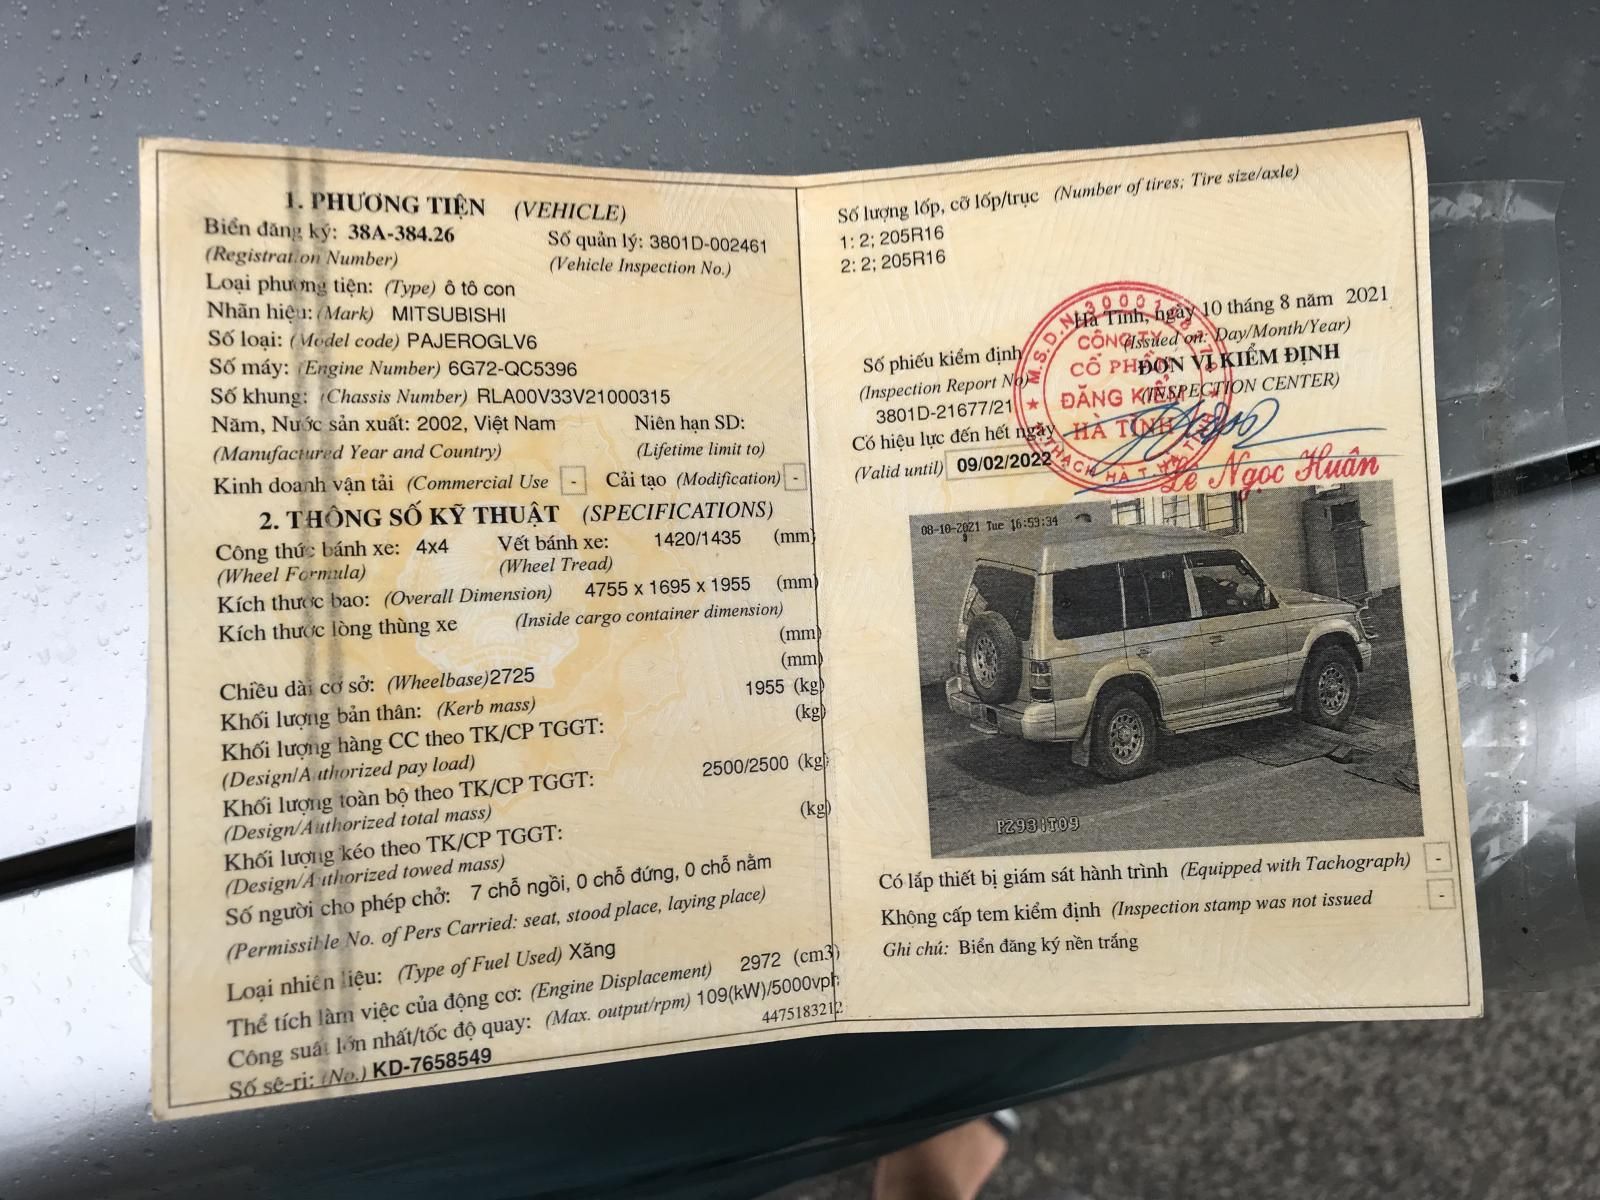 1. PHƯƠNG TIỆN (VEHICLE)
Biển đăng ký: 38A-384.26 Số quản lý: 3801D-002461
(Registration Number) (Vehicle Inspection No.)
Loại phương tiện: (Type) ô tô con
Nhãn hiệu: (Mark) MITSUBISHI
Số loại: (Model code) PAJEROGLV6
Số máy: (Engine Number) 6G72-QC5396
Số khung: (Chassis Number) RLA00V33V21000315
Năm, Nước sản xuất: 2002, Việt Nam Niên hạn SD:
(Manufactured Year and Country) (Lifetime limit to)
Kinh doanh vận tải (Commercial Use - Cải tạo (Modification) -
2. THÔNG SỐ KỸ THUẬT (SPECIFICATIONS)
Công thức bánh xe: 4x4 Vết bánh xe: 1420/1435 (mm)
(Wheel Formula) (Wheel Tread)
Kích thước bao: (Overall Dimension) 4755 x 1695 x 1955 (mm)
Kích thước lòng thùng xe (Inside cargo container dimension)
(mm)
(mm)
Chiều dài cơ sở: (Wheelbase) 2725
Khối lượng bản thân: (Kerb mass) 1955 (kg)
Khối lượng hàng CC theo TK/CP TGGT: (kg)
(Design/Authorized pay load)
Khối lượng toàn bộ theo TK/CP TGGT: 2500/2500 (kg)
(Design/Authorized total mass)
Khối lượng kéo theo TK/CP TGGT: (kg)
(Design/Authorized towed mass)
Số người cho phép chở: 7 chỗ ngồi, 0 chỗ đứng, 0 chỗ nằm
(Permissible No. of Pers Carried: seat, stood place, laying place)
Loại nhiên liệu: (Type of Fuel Used) Xăng
Thể tích làm việc của động cơ: (Engine Displacement) 2972 (cm3)
Công suất lớn nhất/tốc độ quay: (Max. output/rpm) 109(kW)/5000vph
4475183212
Số sê-ri: (No.) KD-7658549
Số lượng lốp, cỡ lốp/trục (Number of tires; Tire size/axle)
1: 2; 205R16
2: 2; 205R16
Hà Tĩnh, ngày 10 tháng 8 năm 2021
(Issued on: Day/Month/Year)
Số phiếu kiểm định ĐƠN VỊ KIỂM ĐỊNH
(Inspection Report No) (INSPECTION CENTER)
3801D-21677/21
Có hiệu lực đến hết ngày
(Valid until) 09/02/2022
CÔNG TY
CỔ PHẦN
ĐĂNG KIỂM
HÀ TĨNH
Lê Ngọc Huân
08-10-2021 Tue 16:53:34
Có lắp thiết bị giám sát hành trình (Equipped with Tachograph) -
Không cấp tem kiểm định (Inspection stamp was not issued -
Ghi chú: Biển đăng ký nền trắng